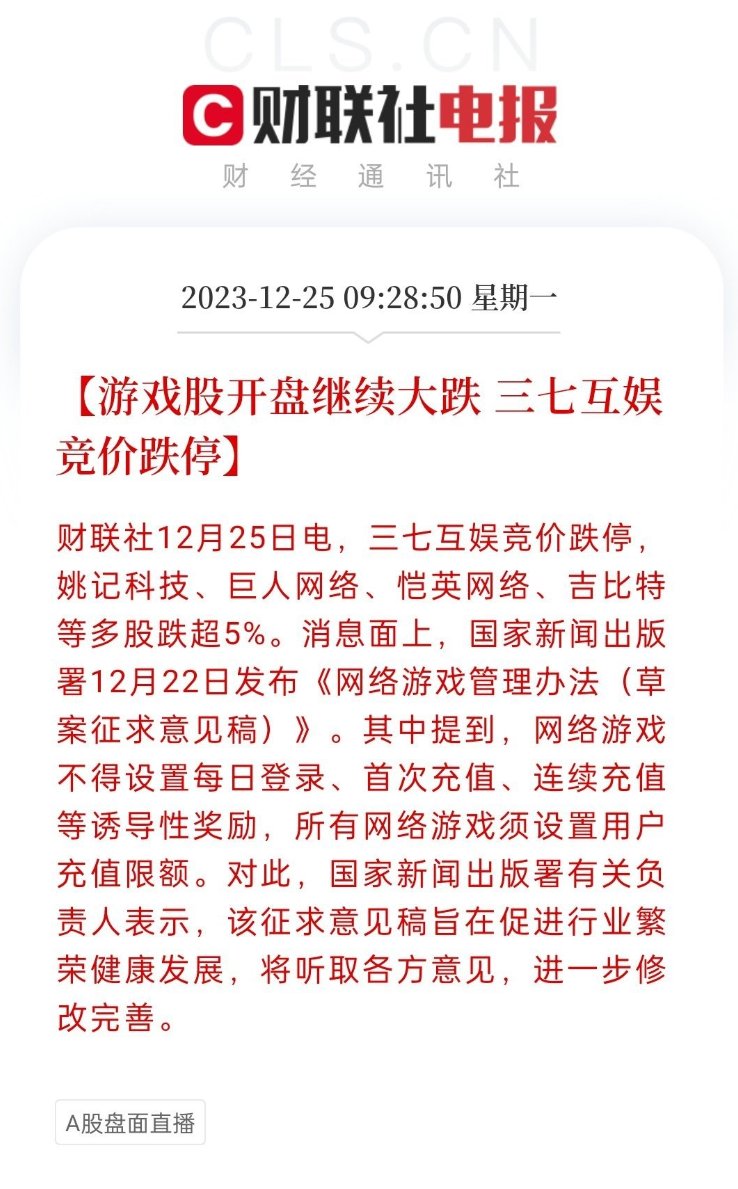 CLS.CN
C 财联社电报
财经通讯社
2023-12-25 09:28:50 星期一
【游戏股开盘继续大跌 三七互娱
竞价跌停】
财联社12月25日电，三七互娱竞价跌停，
姚记科技、巨人网络、恺英网络、吉比特
等多股跌超5%。消息面上，国家新闻出版
署12月22日发布《网络游戏管理办法（草
案征求意见稿）》。其中提到，网络游戏
不得设置每日登录、首次充值、连续充值
等诱导性奖励，所有网络游戏须设置用户
充值限额。对此，国家新闻出版署有关负
责人表示，该征求意见稿旨在促进行业繁
荣健康发展，将听取各方意见，进一步修
改完善。
A股盘面直播